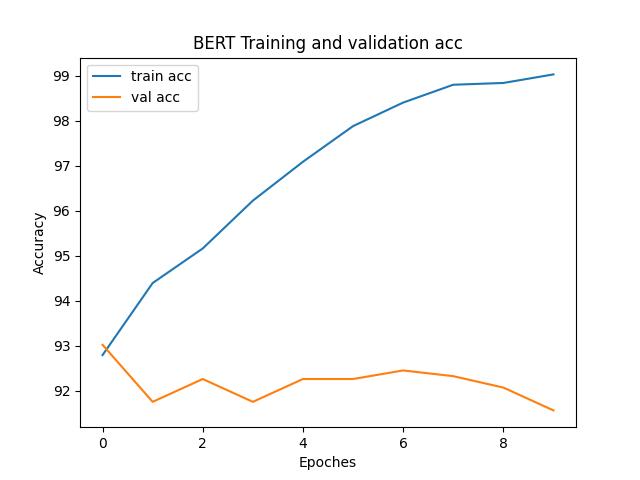 BERT Training and validation acc
train acc
val acc
Accuracy
99
98
97
96
95
94
93
92
0 2 4 6 8
Epoches